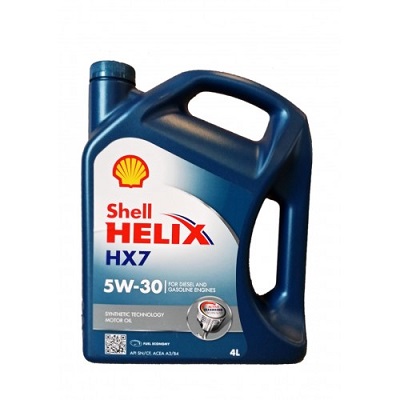 Shell
HELIX
HX7
5W-30
FOR DIESEL AND
GASOLINE ENGINES
SYNTHETIC TECHNOLOGY
MOTOR OIL
FUEL ECONOMY
API SN/CF, ACEA A3/B4
4L